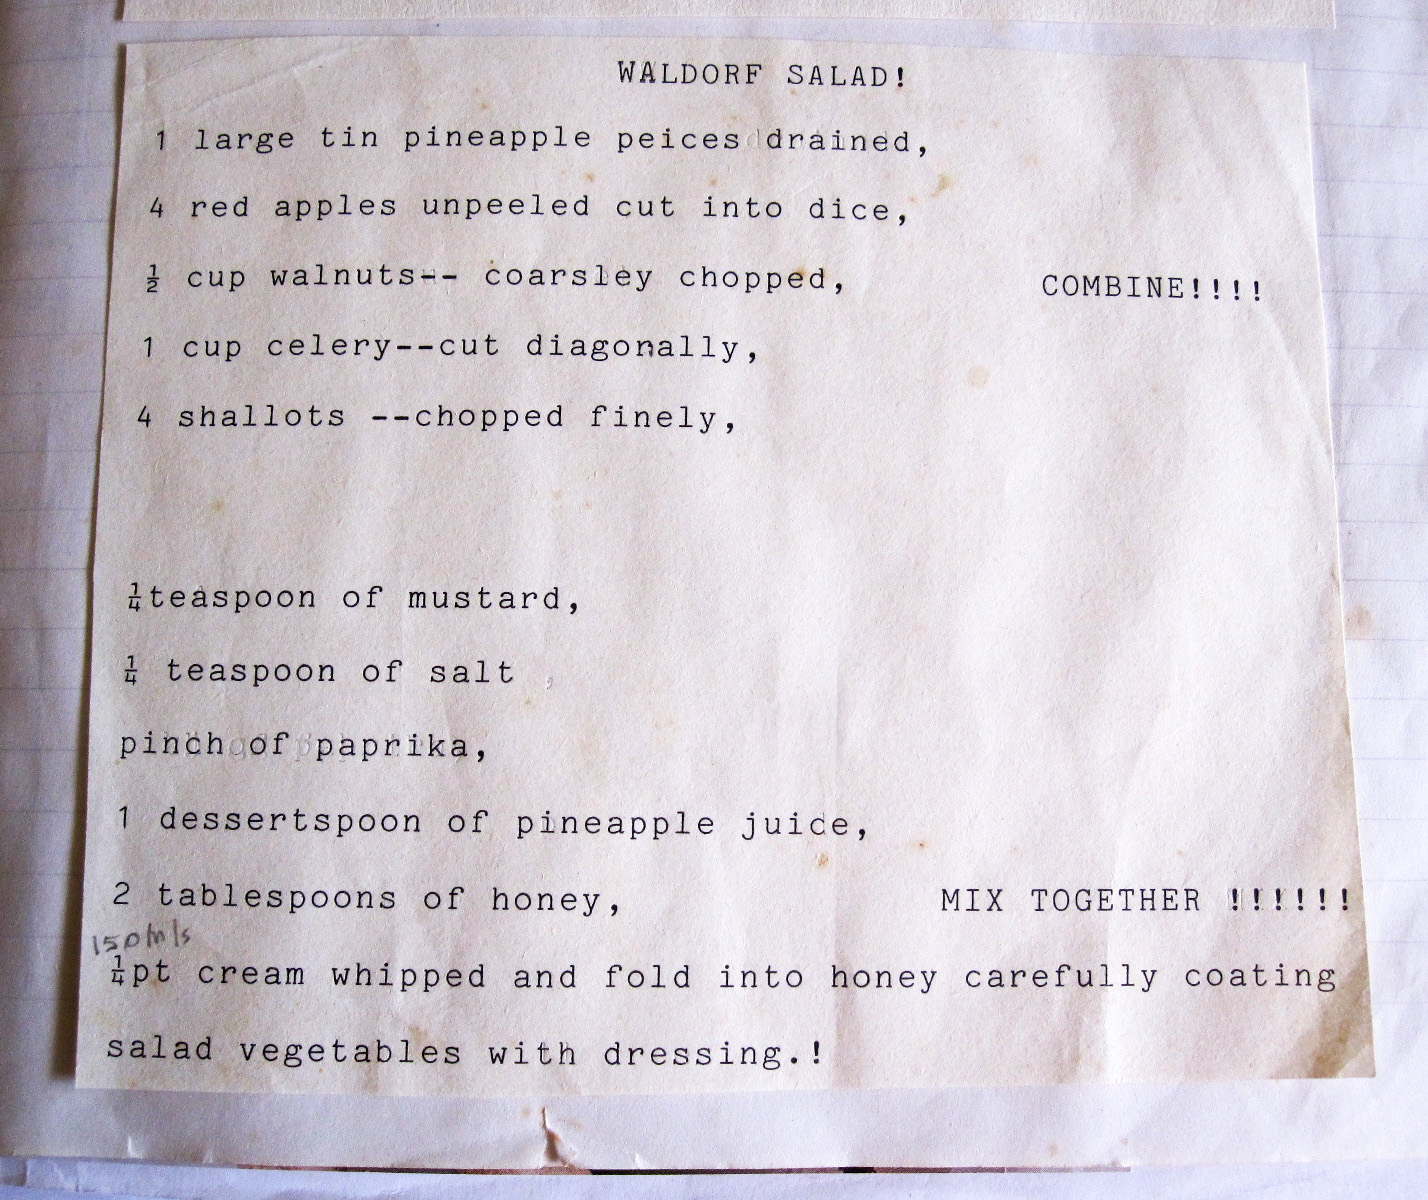 WALDORF SALAD!
1 large tin pineapple peices drained,
4 red apples unpeeled cut into dice,
½ cup walnuts-- coarsley chopped, COMBINE!!!!
1 cup celery--cut diagonally,
4 shallots --chopped finely,
¼teaspoon of mustard,
¼ teaspoon of salt ,
pinch of paprika,
1 dessertspoon of pineapple juice,
2 tablespoons of honey, MIX TOGETHER !!!!!!
150mls
¼pt cream whipped and fold into honey carefully coating
salad vegetables with dressing.!